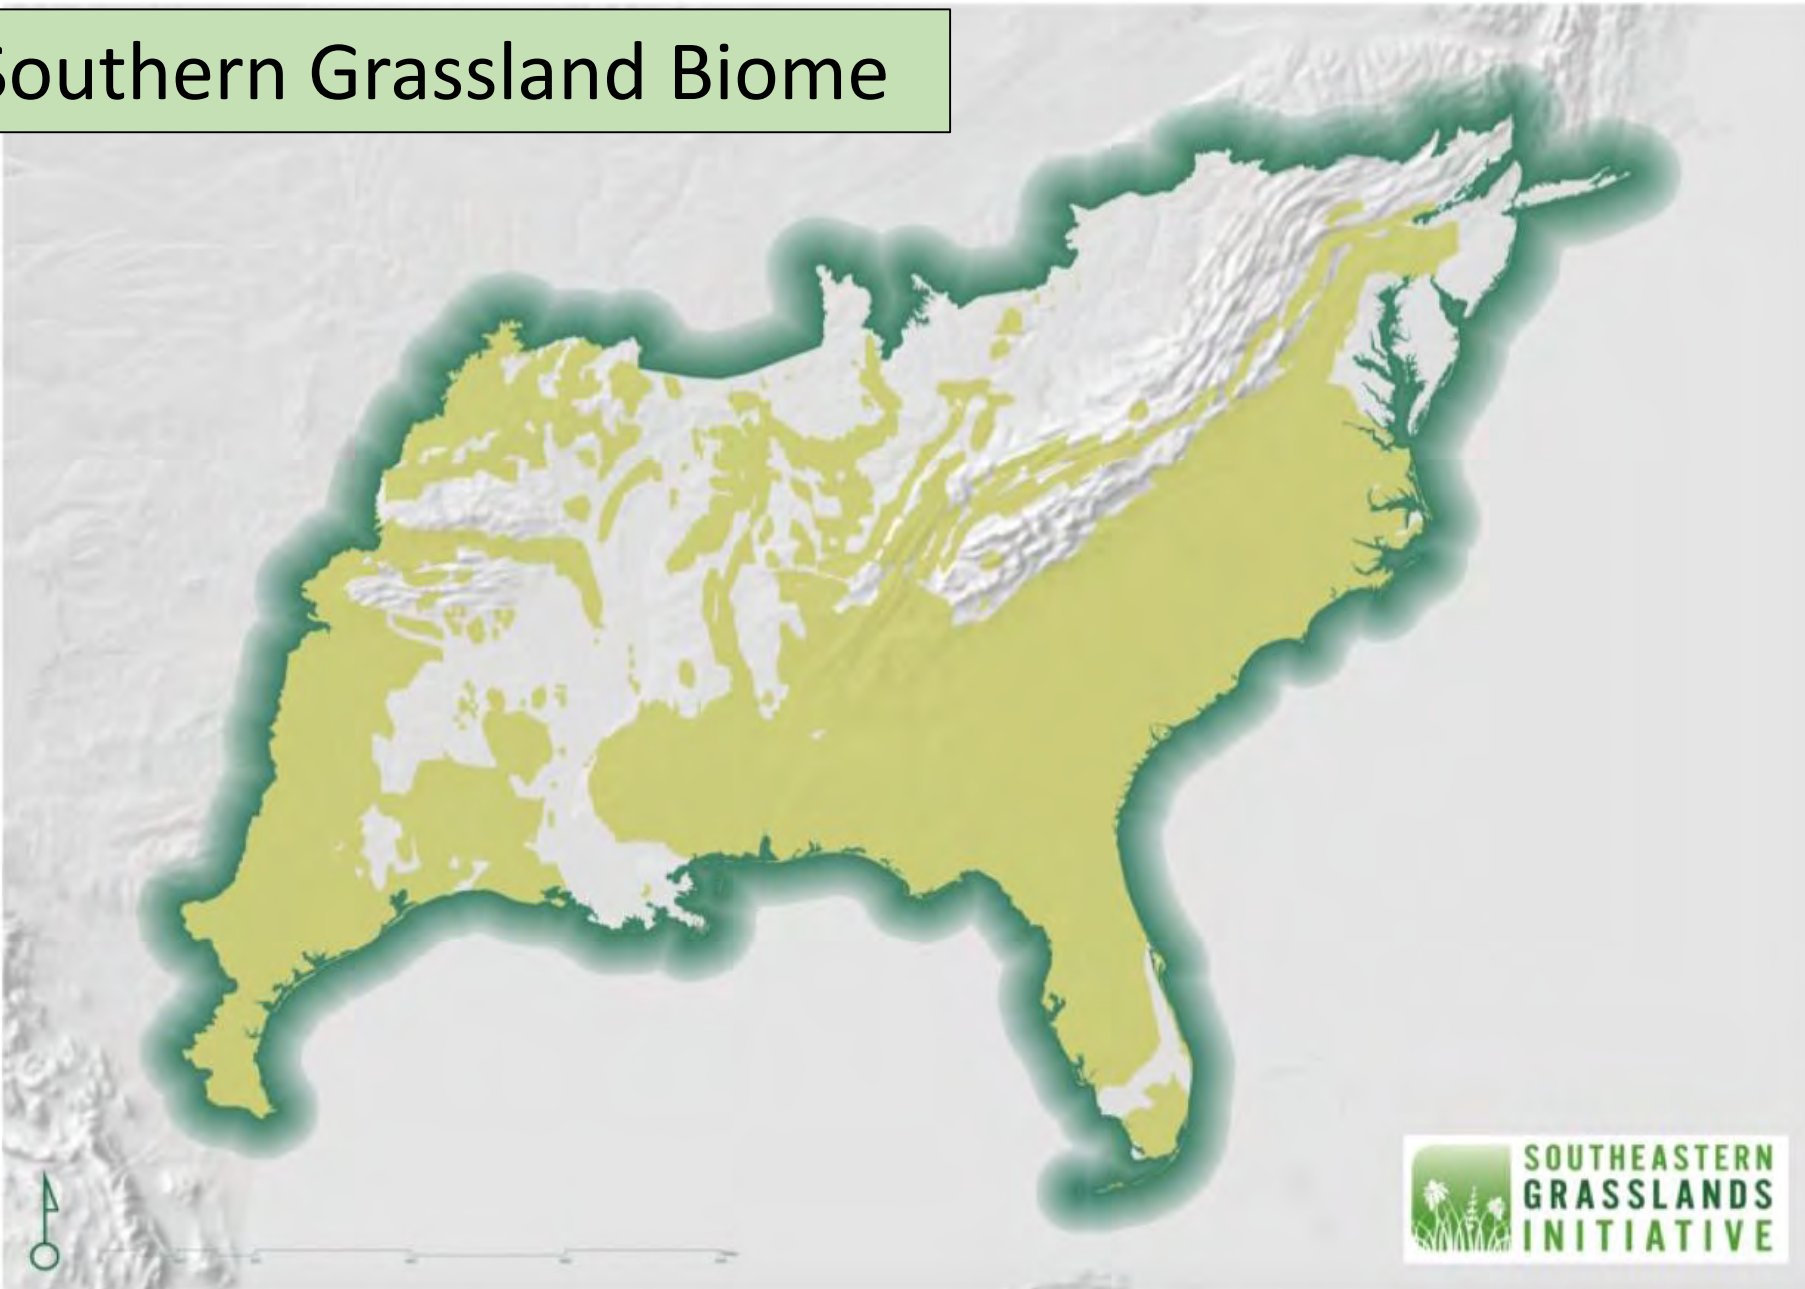 Southern Grassland Biome
SOUTHEASTERN
GRASSLANDS
INITIATIVE